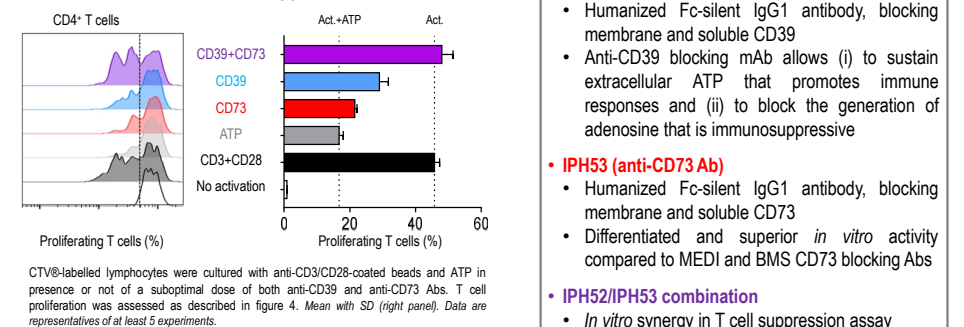 CD4⁺ T cells
Act.+ATP
Act.
CD39+CD73
CD39
CD73
ATP
CD3+CD28
No activation
0
20
40
60
Proliferating T cells (%)
Proliferating T cells (%)
CTV®-labelled lymphocytes were cultured with anti-CD3/CD28-coated beads and ATP in
presence or not of a suboptimal dose of both anti-CD39 and anti-CD73 Abs. T cell
proliferation was assessed as described in figure 4. Mean with SD (right panel). Data are
representatives of at least 5 experiments.
• Humanized Fc-silent IgG1 antibody, blocking
membrane and soluble CD39
• Anti-CD39 blocking mAb allows (i) to sustain
extracellular ATP that promotes immune
responses and (ii) to block the generation of
adenosine that is immunosuppressive
• IPH53 (anti-CD73 Ab)
• Humanized Fc-silent IgG1 antibody, blocking
membrane and soluble CD73
• Differentiated and superior in vitro activity
compared to MEDI and BMS CD73 blocking Abs
• IPH52/IPH53 combination
• In vitro synergy in T cell suppression assay